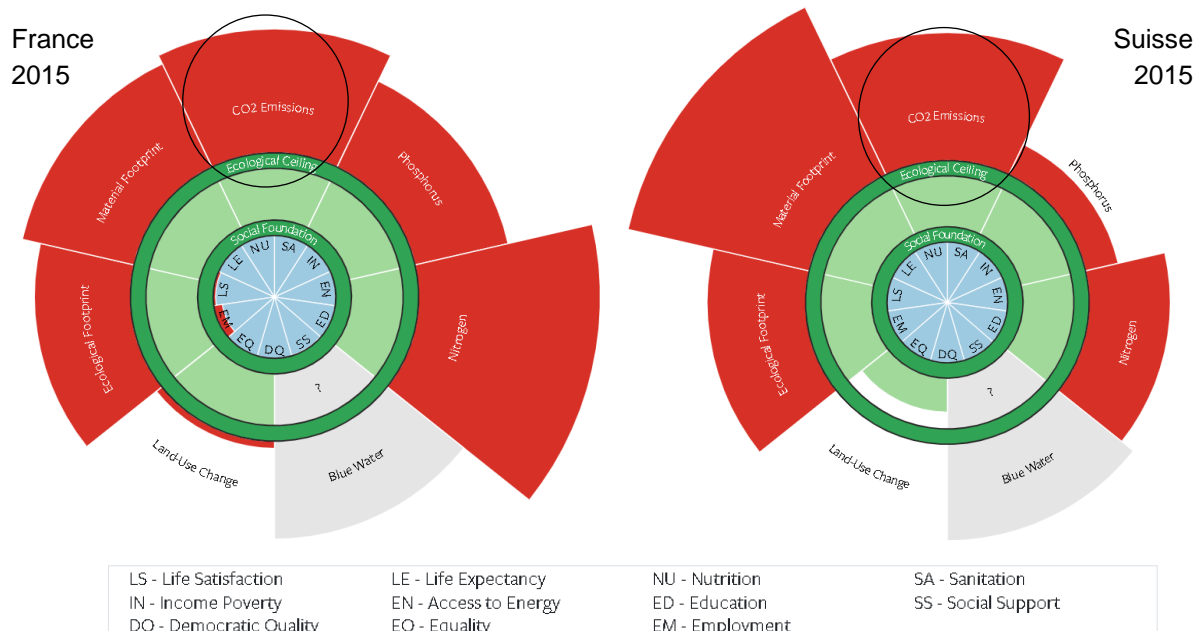 France
2015
Suisse
2015
CO2 Emissions
Phosphorus
Nitrogen
Blue Water
Land-Use Change
Ecological Footprint
Material Footprint
Ecological Ceiling
Social Foundation
LS
LE
NU
SA
IN
EN
ED
SS
DQ
EQ
EM
?
CO2 Emissions
Phosphorus
Nitrogen
Blue Water
Land-Use Change
Ecological Footprint
Material Footprint
Ecological Ceiling
Social Foundation
LS
LE
NU
SA
IN
EN
ED
SS
DQ
EQ
EM
?
LS - Life Satisfaction LE - Life Expectancy NU - Nutrition SA - Sanitation
IN - Income Poverty EN - Access to Energy ED - Education SS - Social Support
DQ - Democratic Quality EQ - Equality EM - Employment